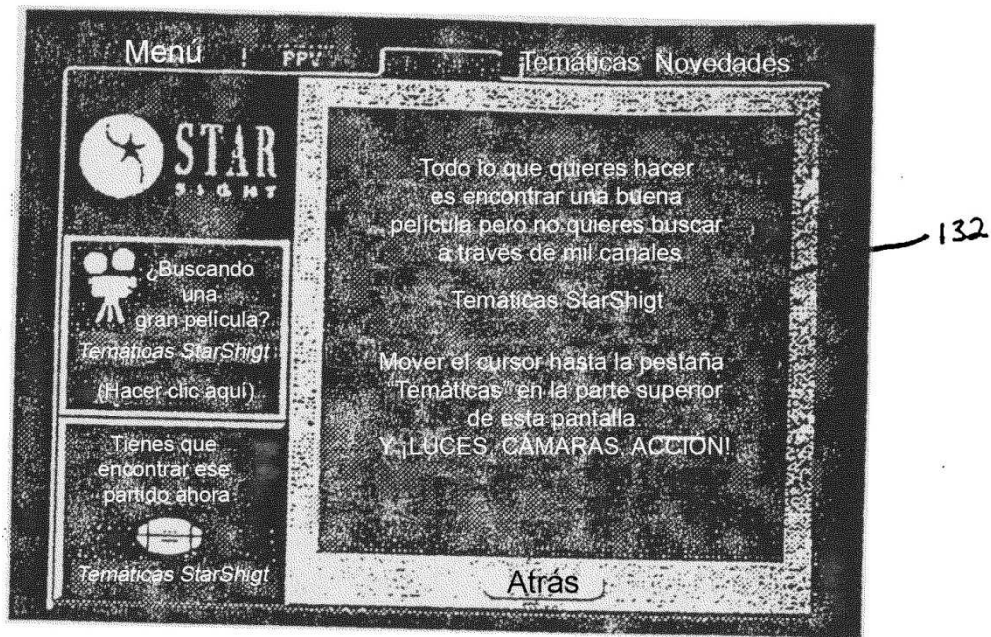 Menú
PPV
Temáticas
Novedades
STAR
SIGHT
¿Buscando
una
gran película?
Temáticas StarShigt
(Hacer clic aquí)
Tienes que
encontrar ese
partido ahora
Temáticas StarShigt
Todo lo que quieres hacer
es encontrar una buena
película pero no quieres buscar
a través de mil canales
Temáticas StarShigt
Mover el cursor hasta la pestaña
"Temáticas" en la parte superior
de esta pantalla
Y ¡LUCES, CÁMARAS, ACCIÓN!
Atrás
132